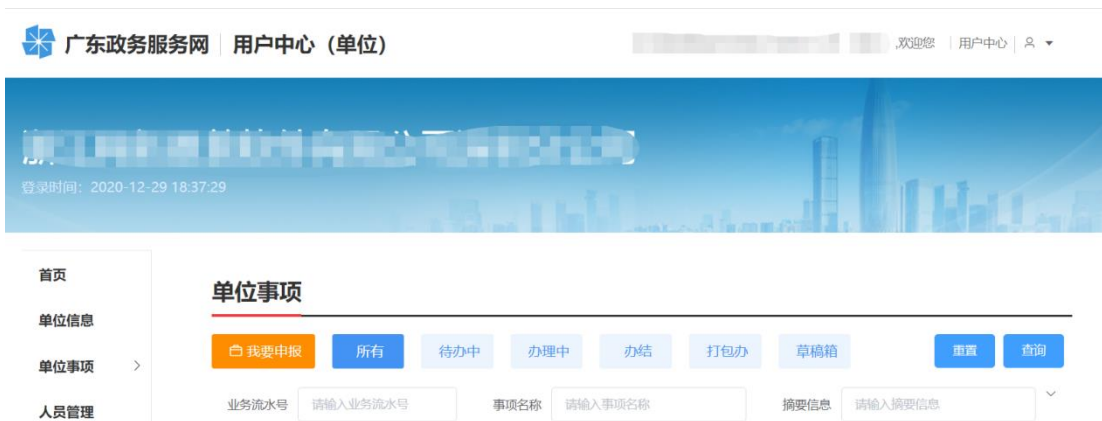 广东政务服务网 用户中心（单位）
,欢迎您 用户中心
登录时间：2020-12-29 18:37:29
首页
单位信息
单位事项
人员管理
单位事项
我要申报 所有 待办中 办理中 办结 打包办 草稿箱 重置 查询
业务流水号 请输入业务流水号 事项名称 请输入事项名称 摘要信息 请输入摘要信息